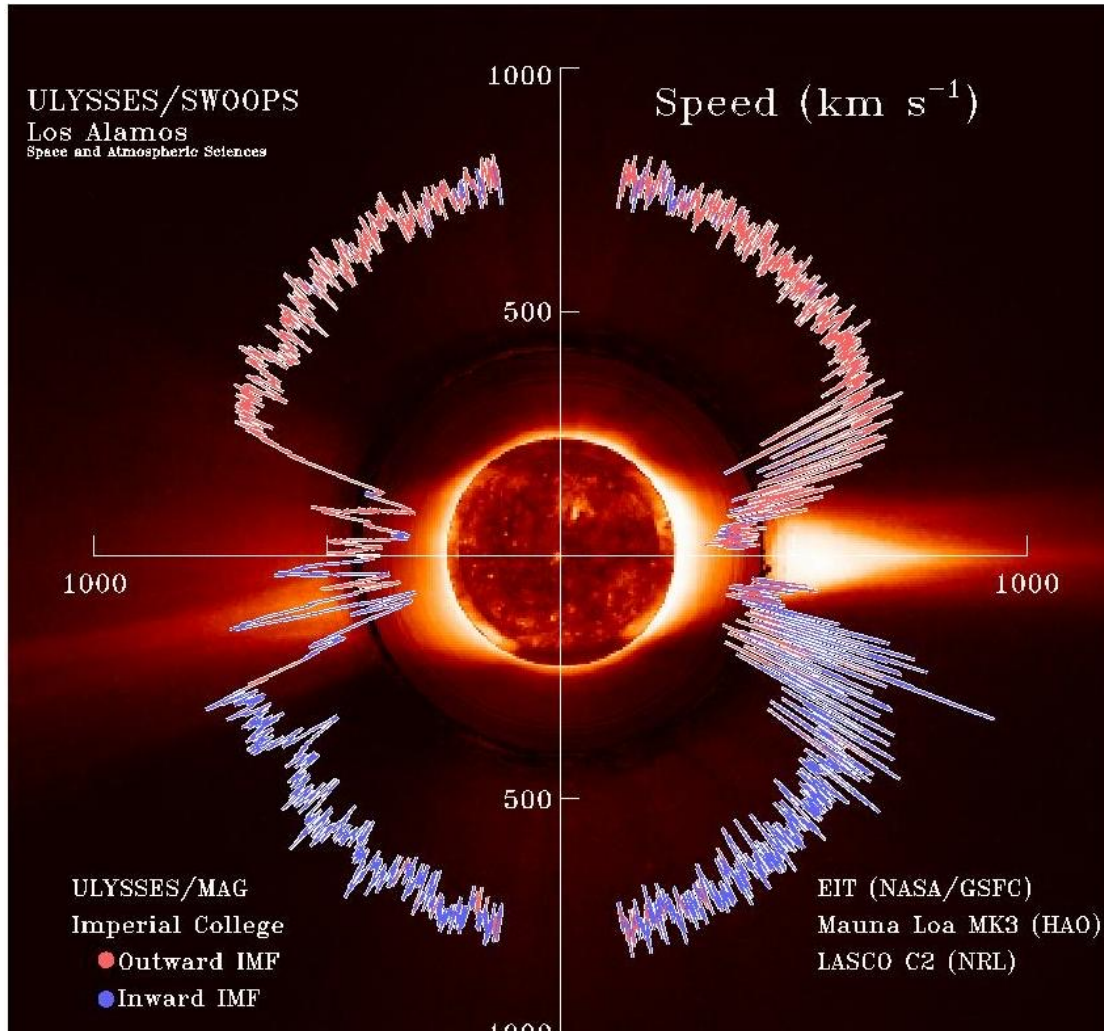 ULYSSES/SWOOPS
Los Alamos
Space and Atmospheric Sciences
Speed (km s⁻¹)
1000
500
1000
1000
500
ULYSSES/MAG
Imperial College
Outward IMF
Inward IMF
EIT (NASA/GSFC)
Mauna Loa MK3 (HAO)
LASCO C2 (NRL)
1000